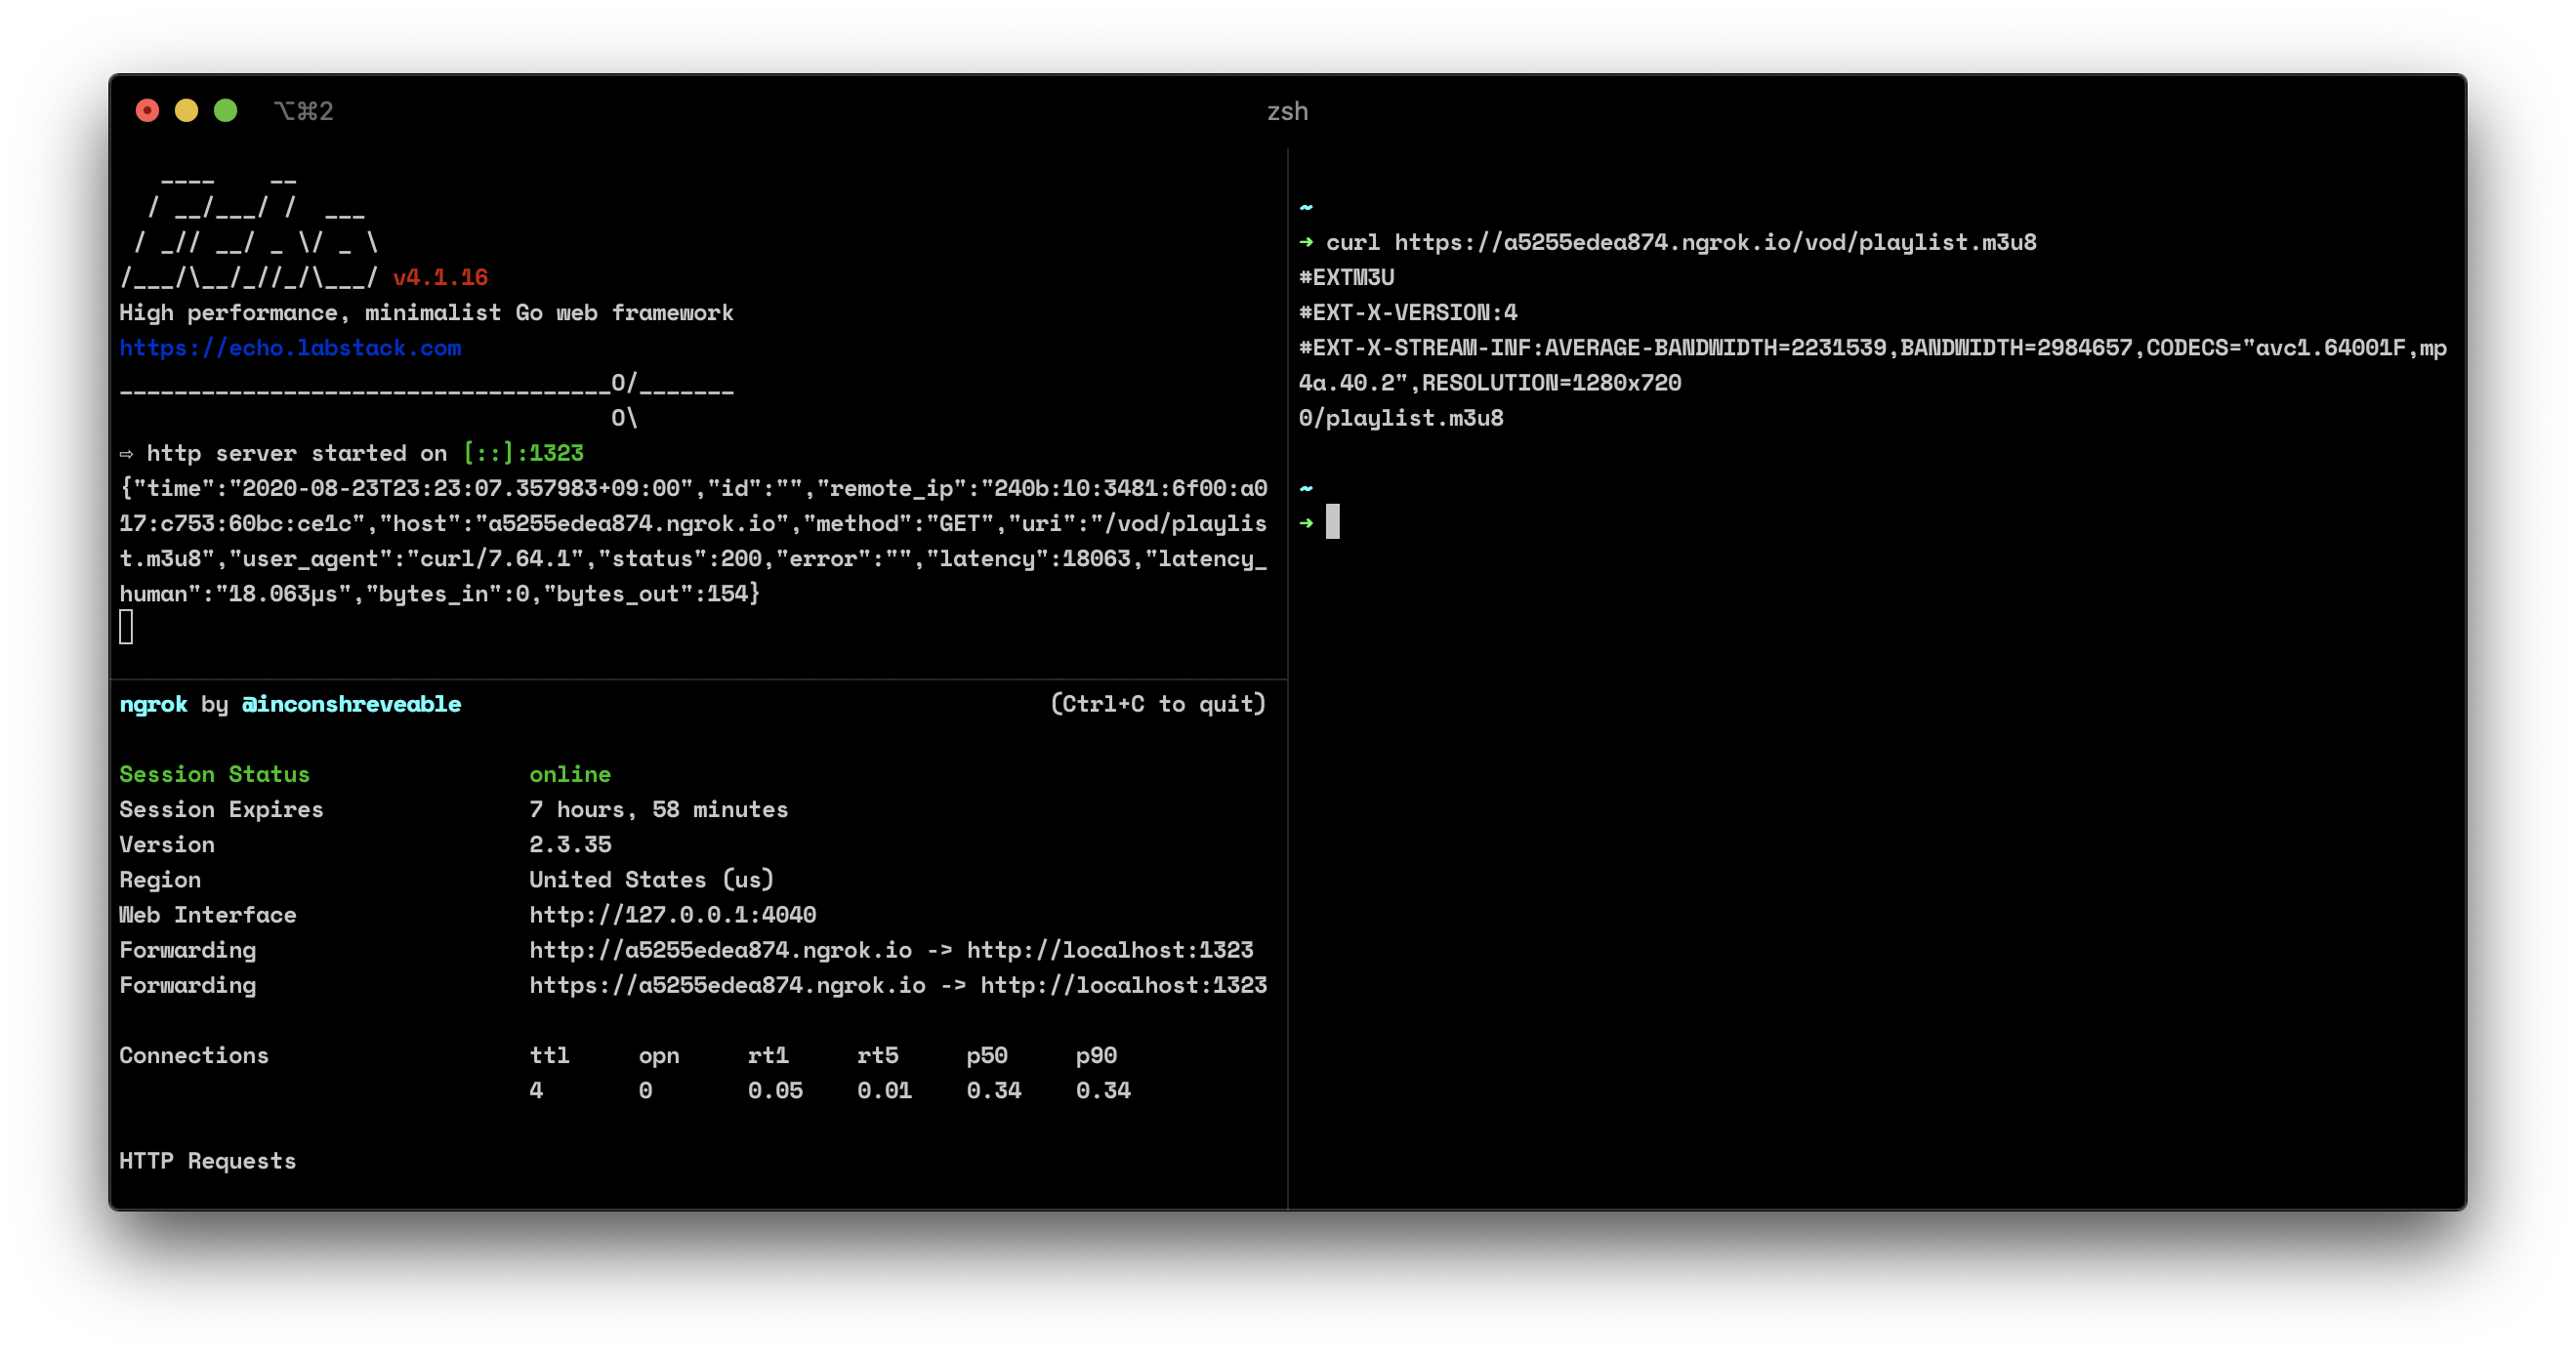 ⌥⌘2
zsh
   ____    __
  / __/___/ /  ___
 / _// __/ _ \/ _ \
/___/\__/_//_/\___/ v4.1.16
High performance, minimalist Go web framework
https://echo.labstack.com
____________________________________O/_______
                                    O\
⇨ http server started on [::]:1323
{"time":"2020-08-23T23:23:07.357983+09:00","id":"","remote_ip":"240b:10:3481:6f00:a0
17:c753:60bc:ce1c","host":"a5255edea874.ngrok.io","method":"GET","uri":"/vod/playlis
t.m3u8","user_agent":"curl/7.64.1","status":200,"error":"","latency":18063,"latency_
human":"18.063µs","bytes_in":0,"bytes_out":154}
ngrok by @inconshreveable (Ctrl+C to quit)
Session Status online
Session Expires 7 hours, 58 minutes
Version 2.3.35
Region United States (us)
Web Interface http://127.0.0.1:4040
Forwarding http://a5255edea874.ngrok.io -> http://localhost:1323
Forwarding https://a5255edea874.ngrok.io -> http://localhost:1323
Connections ttl opn rt1 rt5 p50 p90
4 0 0.05 0.01 0.34 0.34
HTTP Requests
~
➜ curl https://a5255edea874.ngrok.io/vod/playlist.m3u8
#EXTM3U
#EXT-X-VERSION:4
#EXT-X-STREAM-INF:AVERAGE-BANDWIDTH=2231539,BANDWIDTH=2984657,CODECS="avc1.64001F,mp
4a.40.2",RESOLUTION=1280x720
0/playlist.m3u8
~
➜